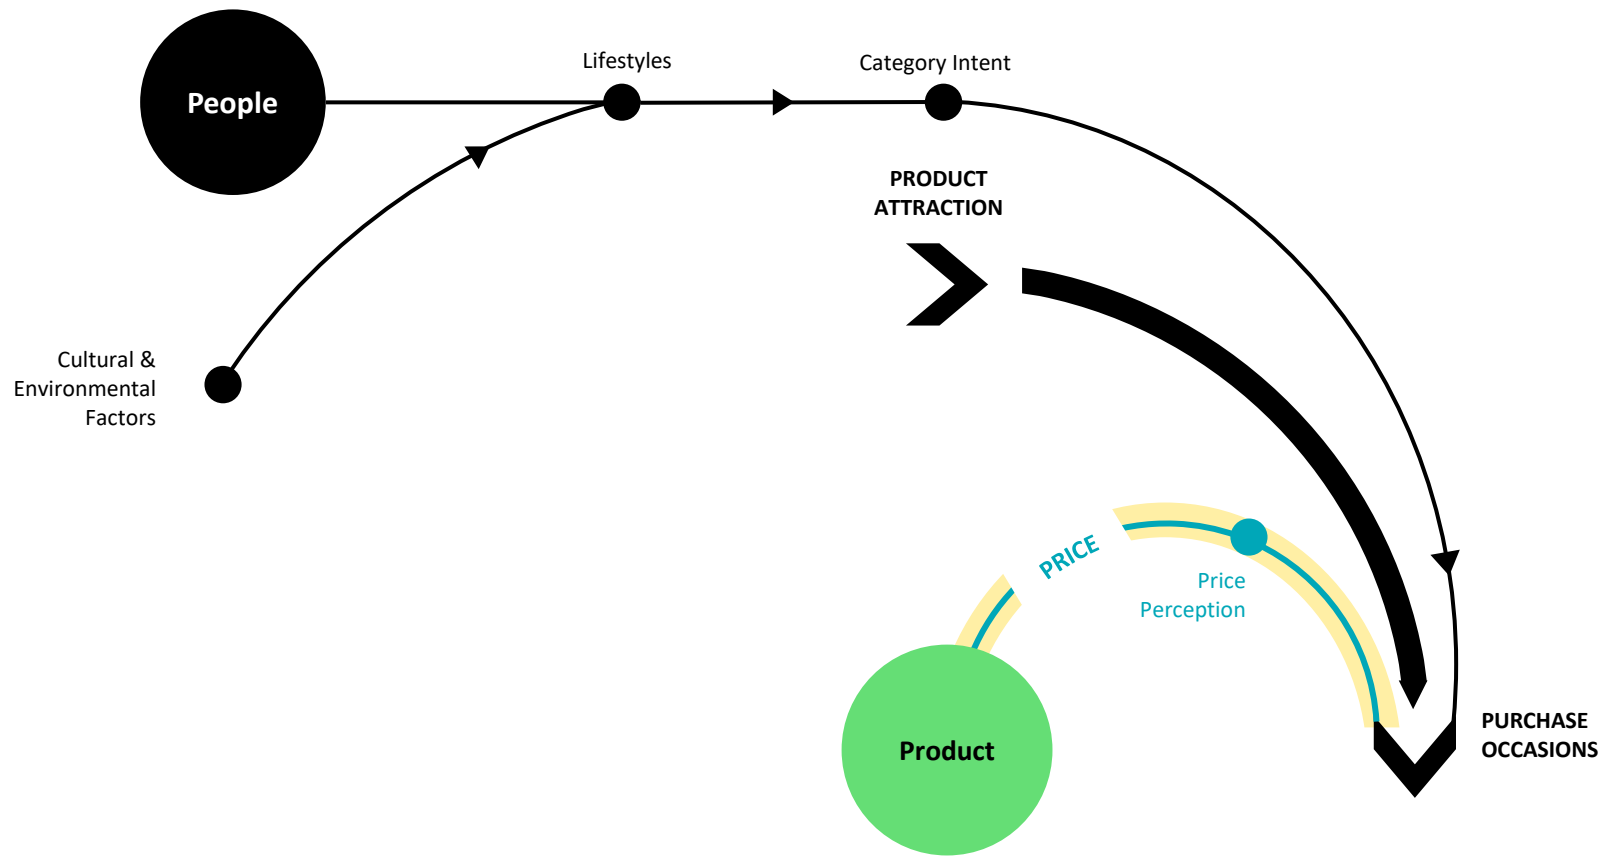 People
Lifestyles
Category Intent
PRODUCT
ATTRACTION
Cultural &
Environmental
Factors
PRICE
Price
Perception
Product
PURCHASE
OCCASIONS